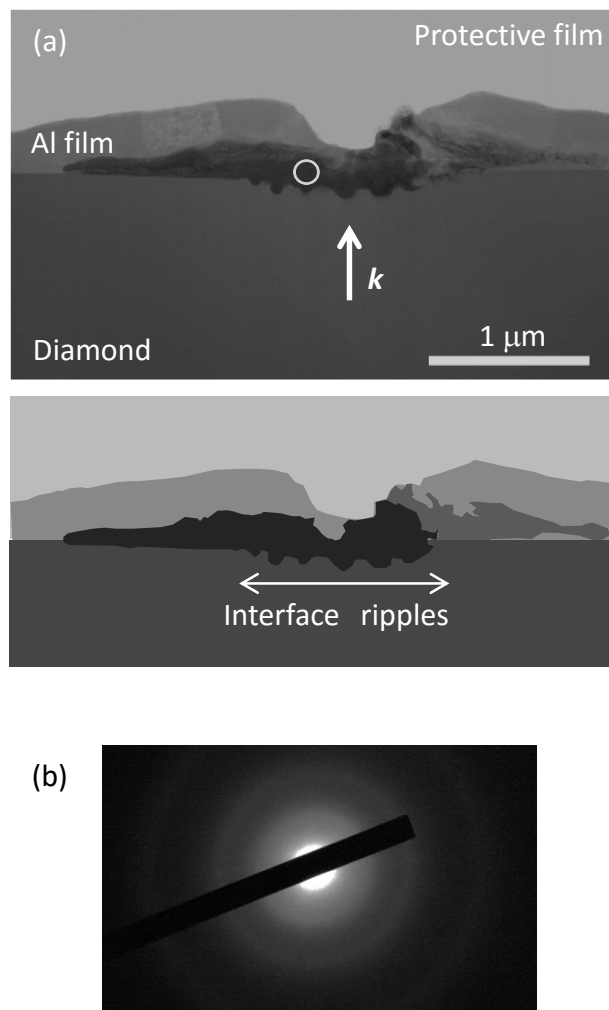 (a)
Protective film
Al film
k
Diamond
1 μm
Interface ripples
(b)